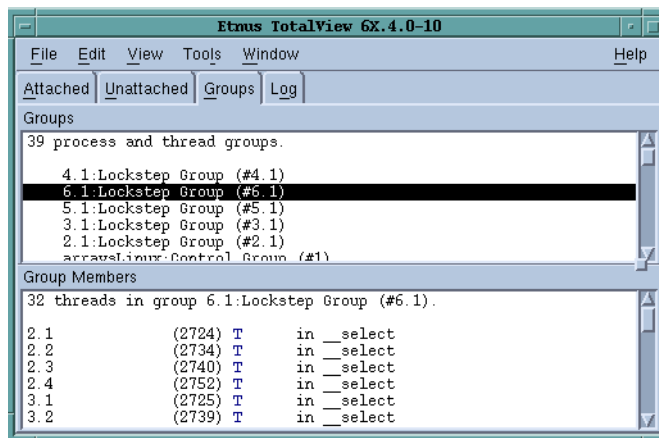 Etnus TotalView 6X.4.0-10
File Edit View Tools Window Help
Attached Unattached Groups Log
Groups
39 process and thread groups.
4.1:Lockstep Group (#4.1)
6.1:Lockstep Group (#6.1)
5.1:Lockstep Group (#5.1)
3.1:Lockstep Group (#3.1)
2.1:Lockstep Group (#2.1)
arraysLinux:Control Group (#1)
Group Members
32 threads in group 6.1:Lockstep Group (#6.1).
2.1 (2724) T in __select
2.2 (2734) T in __select
2.3 (2740) T in __select
2.4 (2752) T in __select
3.1 (2725) T in __select
3.2 (2739) T in __select